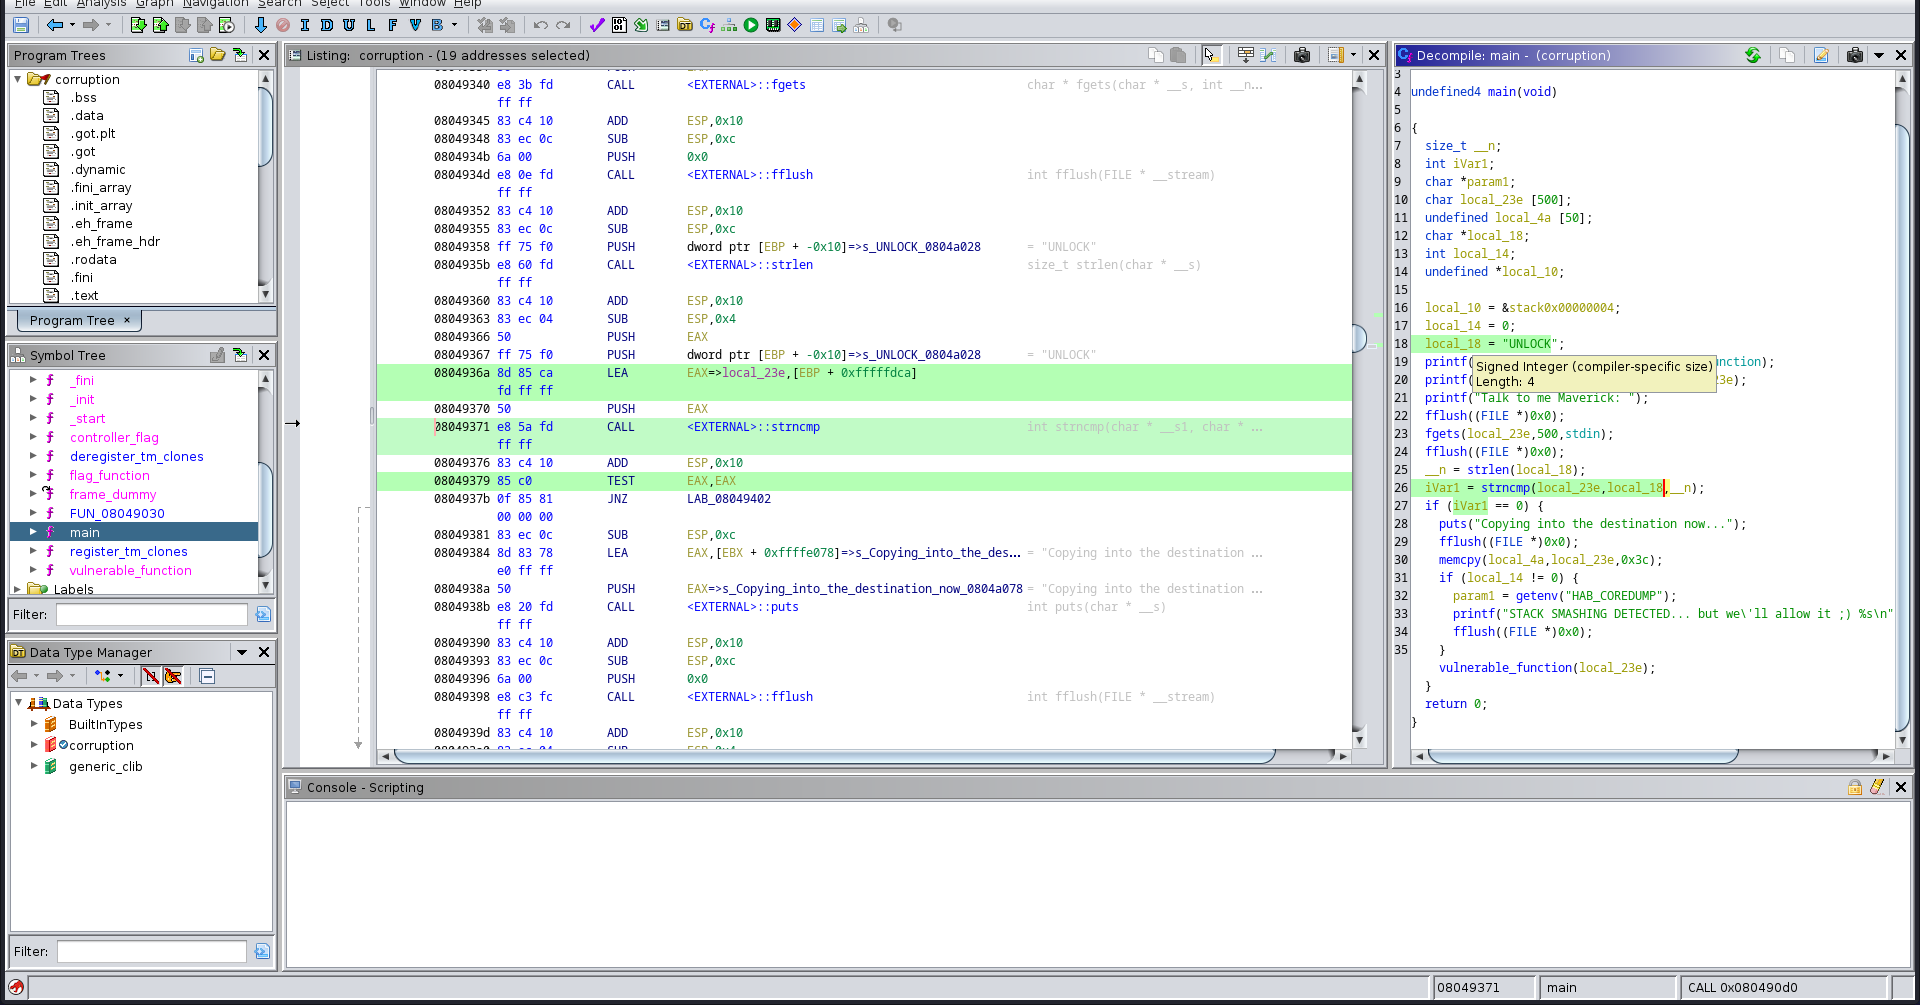 File Edit Analysis Graph Navigation Search Select Tools Window Help
I D U L F V B
Program Trees
corruption
.bss
.data
.got.plt
.got
.dynamic
.fini_array
.init_array
.eh_frame
.eh_frame_hdr
.rodata
.fini
.text
Program Tree ×
Symbol Tree
f _fini
f _init
f _start
f controller_flag
f deregister_tm_clones
f flag_function
f frame_dummy
f FUN_08049030
f main
f register_tm_clones
f vulnerable_function
Labels
Filter:
Data Type Manager
Data Types
BuiltInTypes
corruption
generic_clib
Filter:
Listing: corruption - (19 addresses selected)
08049340 e8 3b fd CALL <EXTERNAL>::fgets char * fgets(char * __s, int __n...
ff ff
08049345 83 c4 10 ADD ESP,0x10
08049348 83 ec 0c SUB ESP,0xc
0804934b 6a 00 PUSH 0x0
0804934d e8 0e fd CALL <EXTERNAL>::fflush int fflush(FILE * __stream)
ff ff
08049352 83 c4 10 ADD ESP,0x10
08049355 83 ec 0c SUB ESP,0xc
08049358 ff 75 f0 PUSH dword ptr [EBP + -0x10]=>s_UNLOCK_0804a028 = "UNLOCK"
0804935b e8 60 fd CALL <EXTERNAL>::strlen size_t strlen(char * __s)
ff ff
08049360 83 c4 10 ADD ESP,0x10
08049363 83 ec 04 SUB ESP,0x4
08049366 50 PUSH EAX
08049367 ff 75 f0 PUSH dword ptr [EBP + -0x10]=>s_UNLOCK_0804a028 = "UNLOCK"
0804936a 8d 85 ca LEA EAX=>local_23e,[EBP + 0xfffffdca]
fd ff ff
08049370 50 PUSH EAX
08049371 e8 5a fd CALL <EXTERNAL>::strncmp int strncmp(char * __s1, char * ...
ff ff
08049376 83 c4 10 ADD ESP,0x10
08049379 85 c0 TEST EAX,EAX
0804937b 0f 85 81 JNZ LAB_08049402
00 00 00
08049381 83 ec 0c SUB ESP,0xc
08049384 8d 83 78 LEA EAX,[EBX + 0xffffe078]=>s_Copying_into_the_des... = "Copying into the destination ...
e0 ff ff
0804938a 50 PUSH EAX=>s_Copying_into_the_destination_now_0804a078 = "Copying into the destination ...
0804938b e8 20 fd CALL <EXTERNAL>::puts int puts(char * __s)
ff ff
08049390 83 c4 10 ADD ESP,0x10
08049393 83 ec 0c SUB ESP,0xc
08049396 6a 00 PUSH 0x0
08049398 e8 c3 fc CALL <EXTERNAL>::fflush int fflush(FILE * __stream)
ff ff
0804939d 83 c4 10 ADD ESP,0x10
Decompile: main - (corruption)
3
4 undefined4 main(void)
5
6 {
7 size_t __n;
8 int iVar1;
9 char *param1;
10 char local_23e [500];
11 undefined local_4a [50];
12 char *local_18;
13 int local_14;
14 undefined *local_10;
15
16 local_10 = &stack0x00000004;
17 local_14 = 0;
18 local_18 = "UNLOCK";
19 printf( nction);
20 printf( 3e);
Signed Integer (compiler-specific size)
Length: 4
21 printf("Talk to me Maverick: ");
22 fflush((FILE *)0x0);
23 fgets(local_23e,500,stdin);
24 fflush((FILE *)0x0);
25 __n = strlen(local_18);
26 iVar1 = strncmp(local_23e,local_18,__n);
27 if (iVar1 == 0) {
28 puts("Copying into the destination now...");
29 fflush((FILE *)0x0);
30 memcpy(local_4a,local_23e,0x3c);
31 if (local_14 != 0) {
32 param1 = getenv("HAB_COREDUMP");
33 printf("STACK SMASHING DETECTED... but we\'ll allow it ;) %s\n"
34 fflush((FILE *)0x0);
35 }
vulnerable_function(local_23e);
}
return 0;
}
Console - Scripting
08049371 main CALL 0x080490d0